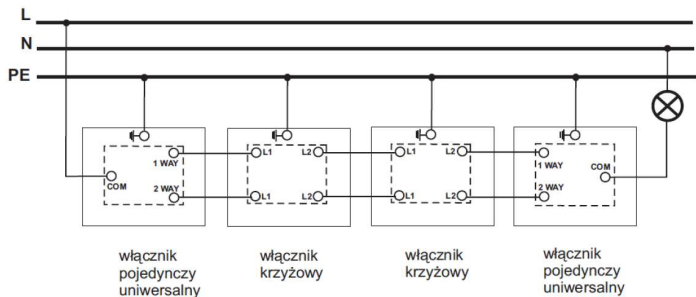 L
N
PE
1 WAY L1 L2 L1 L2 1 WAY
COM COM
2 WAY L1 L2 L1 L2 2 WAY
włącznik
pojedynczy
uniwersalny
włącznik
krzyżowy
włącznik
krzyżowy
włącznik
pojedynczy
uniwersalny